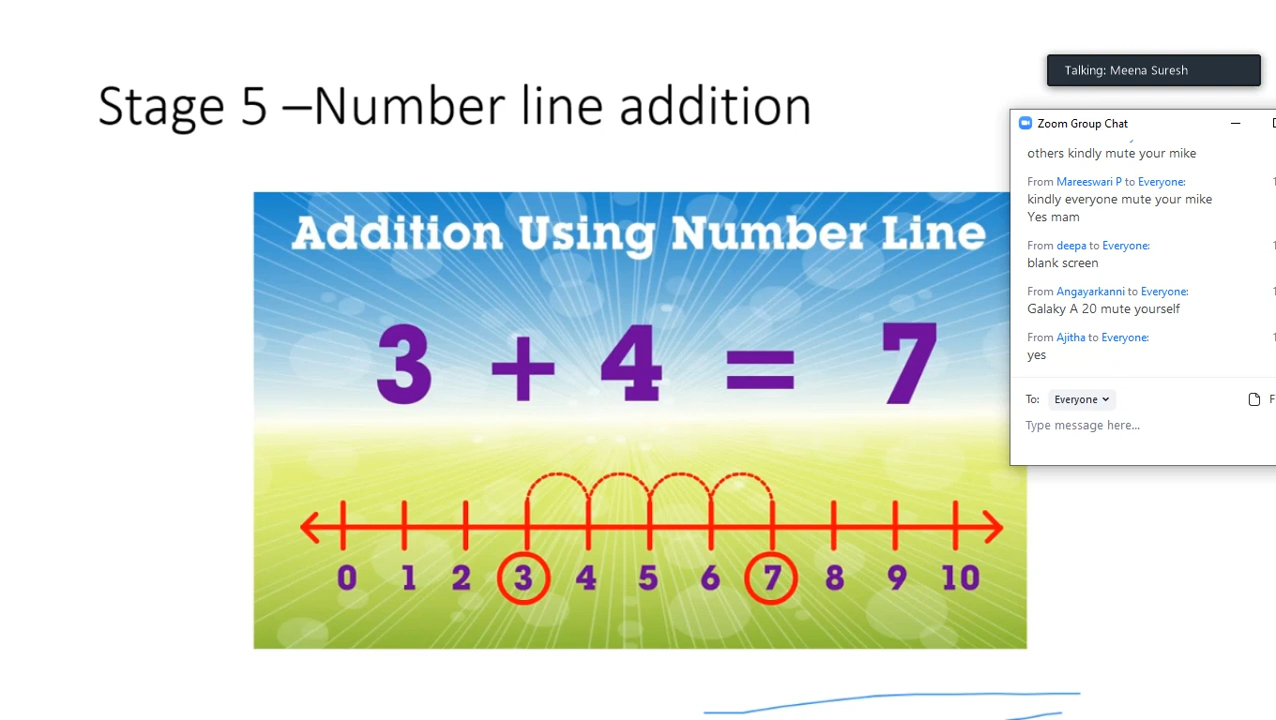 Stage 5 –Number line addition
Addition Using Number Line
3 + 4 = 7
0 1 2 3 4 5 6 7 8 9 10
Talking: Meena Suresh
Zoom Group Chat
others kindly mute your mike
From Mareeswari P to Everyone:
kindly everyone mute your mike
Yes mam
From deepa to Everyone:
blank screen
From Angayarkanni to Everyone:
Galaky A 20 mute yourself
From Ajitha to Everyone:
yes
To: Everyone
Type message here...